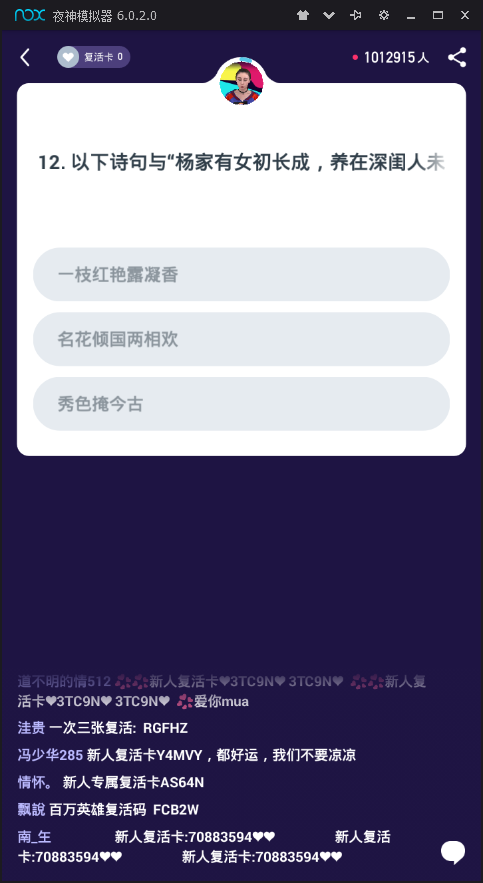 nox 夜神模拟器 6.0.2.0
复活卡 0
1012915人
12. 以下诗句与“杨家有女初长成，养在深闺人未
一枝红艳露凝香
名花倾国两相欢
秀色掩今古
這不明的情512 💞💞新人复活卡♥3TC9N♥ 3TC9N♥ 💞💞新人复
活卡♥3TC9N♥ 3TC9N♥ 💞爱你mua
洼贵 一次三张复活: RGFHZ
冯少华285 新人复活卡Y4MVY，都好运，我们不要凉凉
情怀。 新人专属复活卡AS64N
飘說 百万英雄复活码 FCB2W
南_生 新人复活卡:70883594♥♥ 新人复活
卡:70883594♥♥ 新人复活卡:70883594♥♥